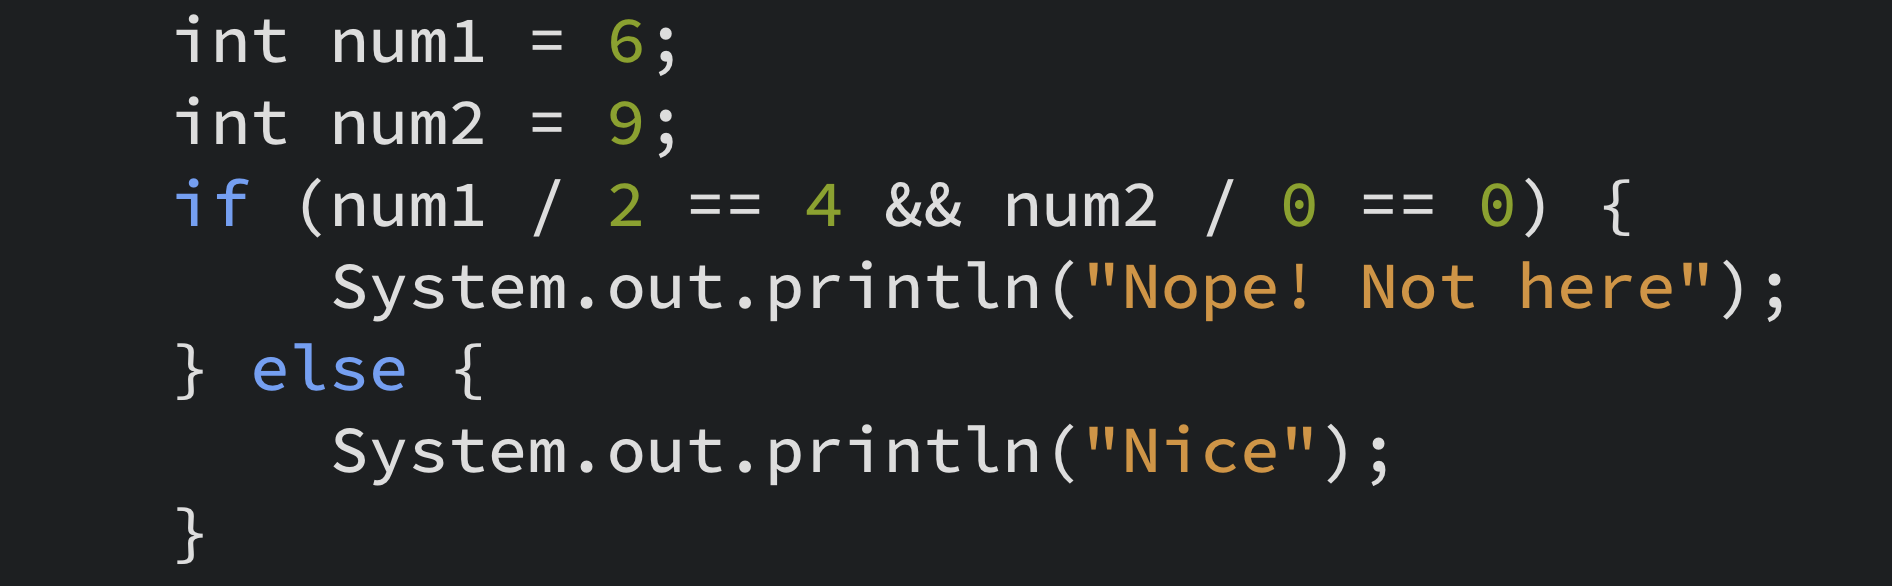 int num1 = 6;
int num2 = 9;
if (num1 / 2 == 4 && num2 / 0 == 0) {
    System.out.println("Nope! Not here");
} else {
    System.out.println("Nice");
}